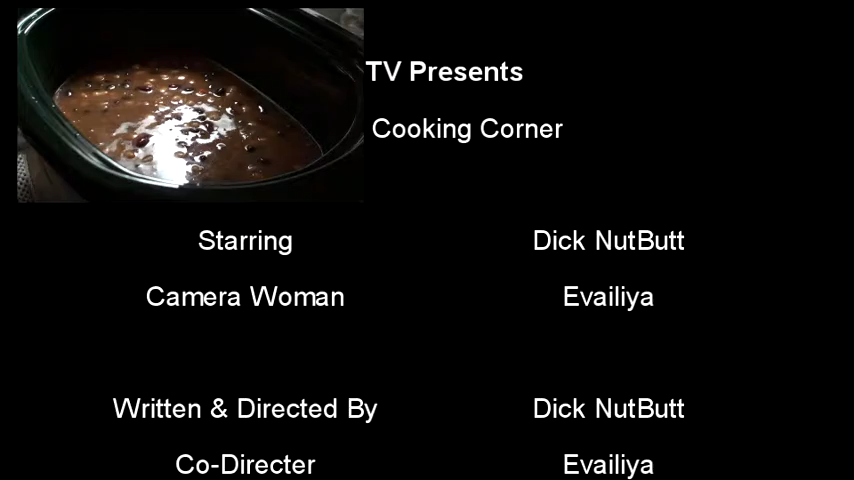 TV Presents
Cooking Corner
Starring Dick NutButt
Camera Woman Evailiya
Written & Directed By Dick NutButt
Co-Directer Evailiya